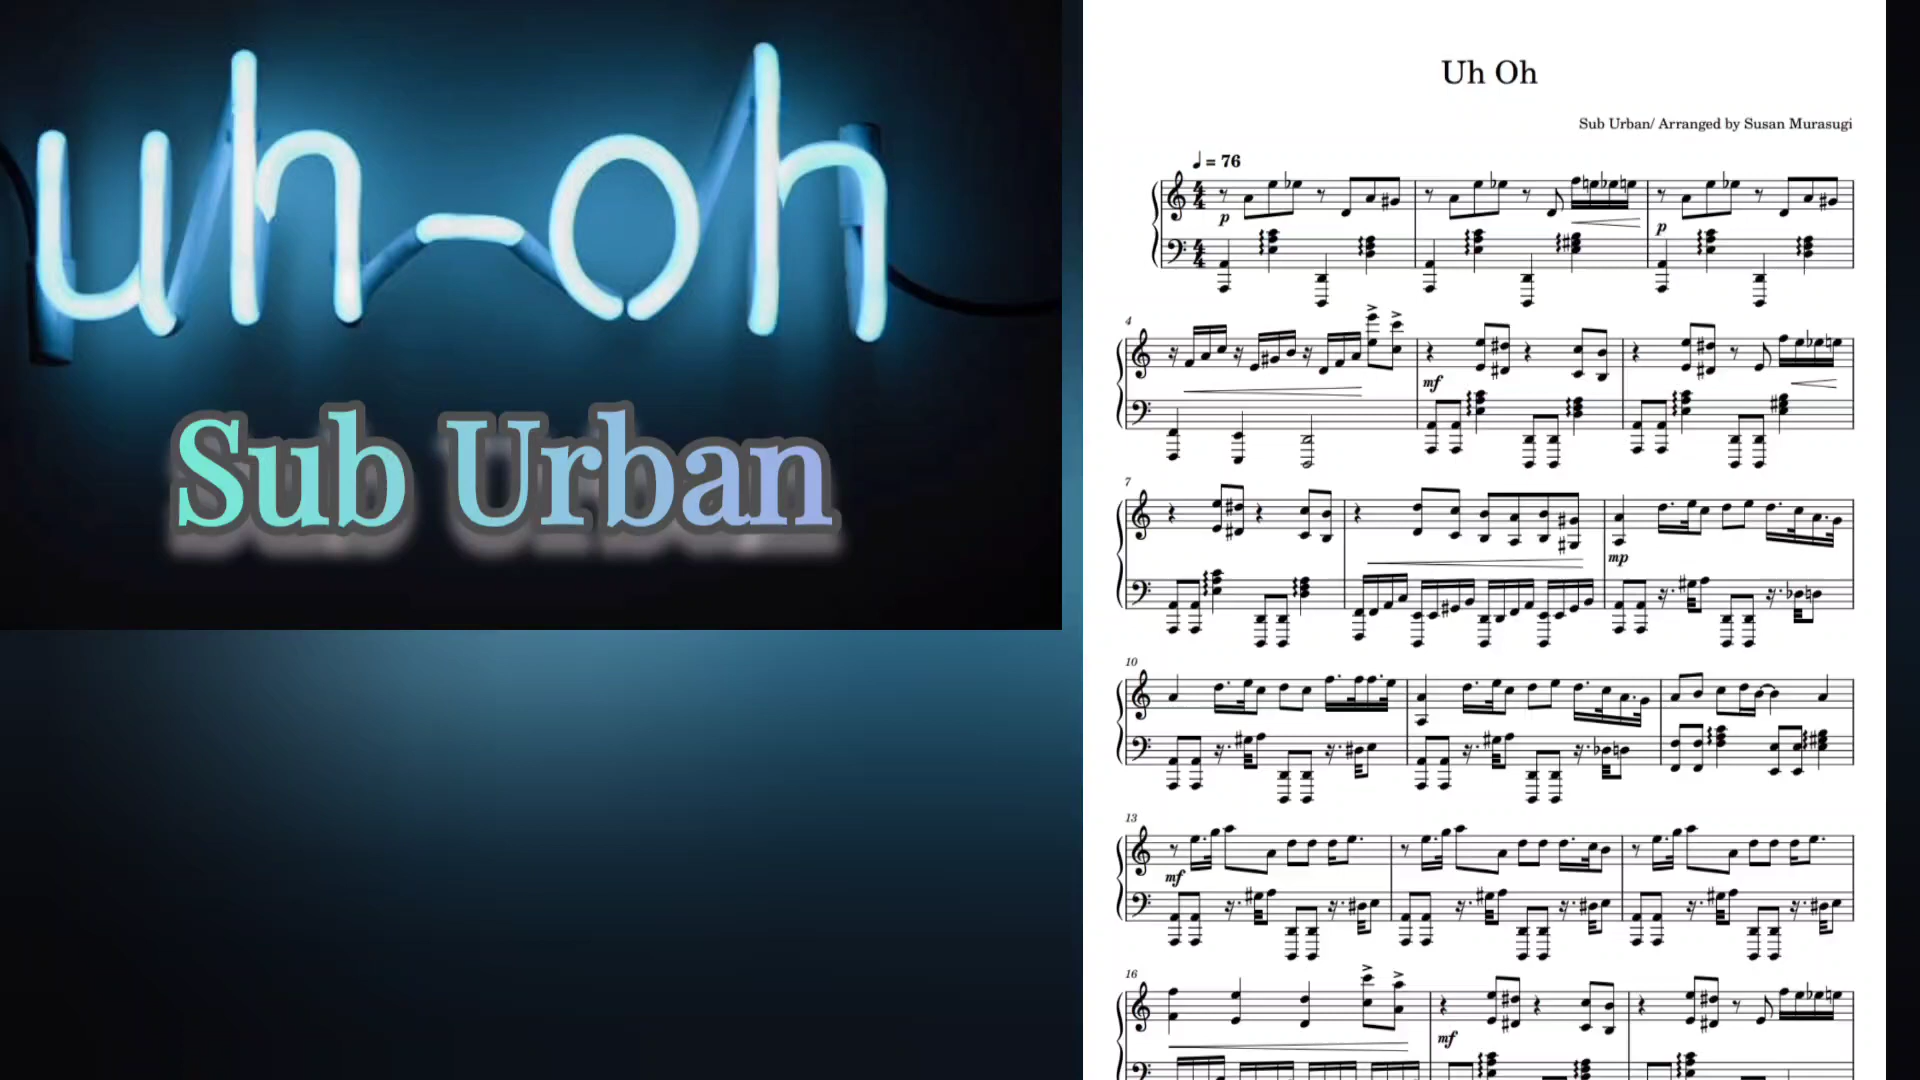 uh-oh
Sub Urban
Uh Oh
Sub Urban/ Arranged by Susan Murasugi
♩ = 76
p
p
4
mf
7
mp
10
13
mf
16
mf